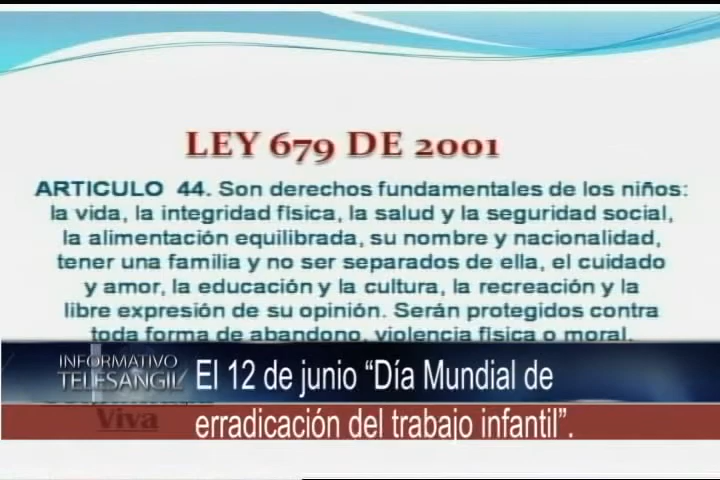 LEY 679 DE 2001
ARTICULO 44. Son derechos fundamentales de los niños:
la vida, la integridad física, la salud y la seguridad social,
la alimentación equilibrada, su nombre y nacionalidad,
tener una familia y no ser separados de ella, el cuidado
y amor, la educación y la cultura, la recreación y la
libre expresión de su opinión. Serán protegidos contra
toda forma de abandono, violencia física o moral,
INFORMATIVO
TELESANGIL
El 12 de junio “Día Mundial de
erradicación del trabajo infantil”.
Viva